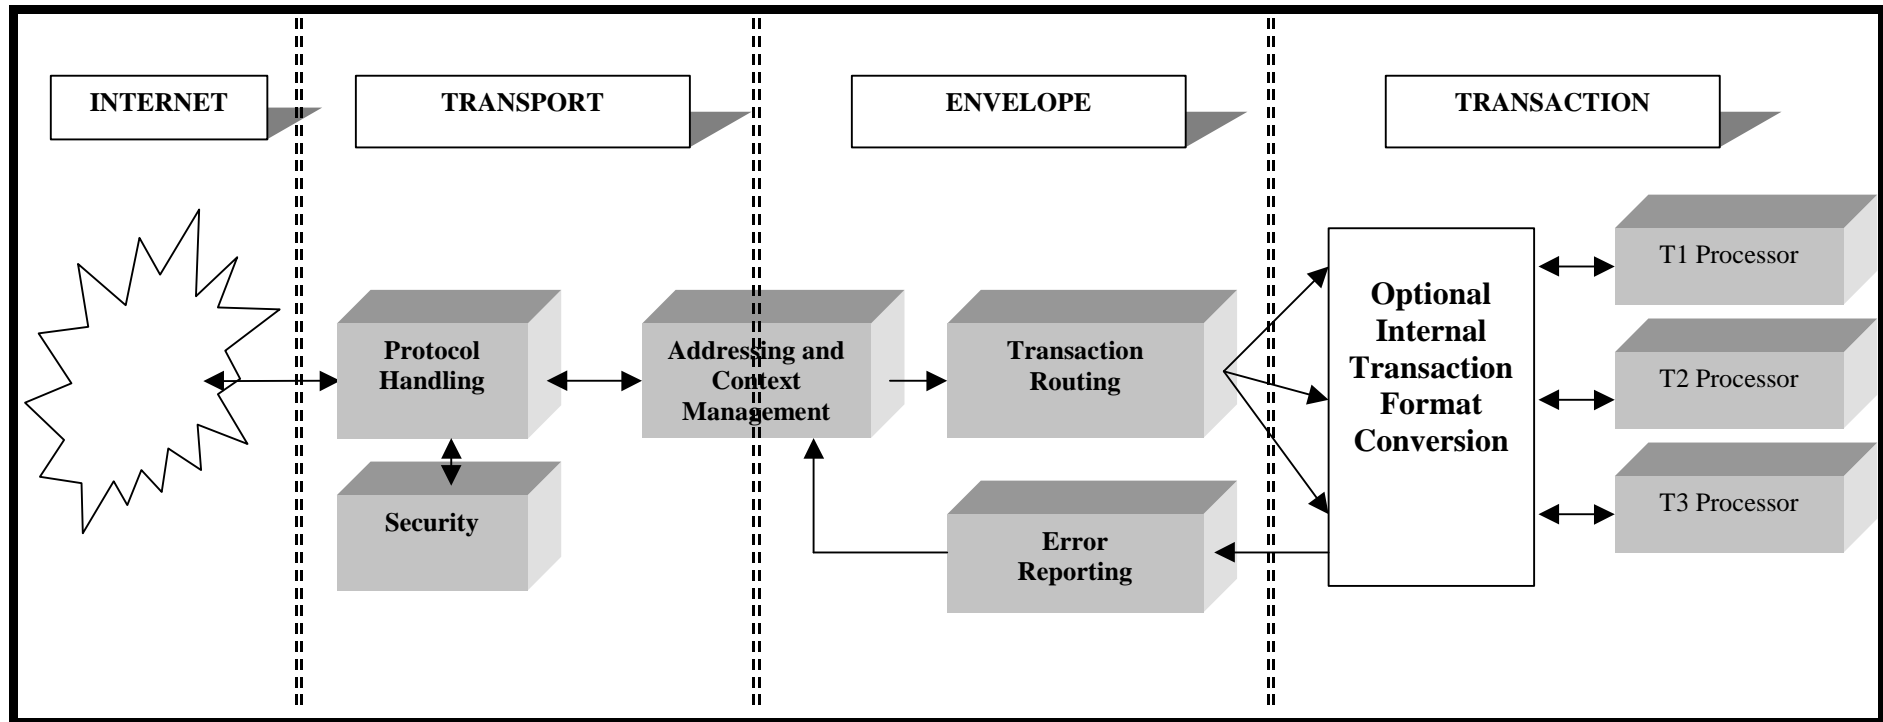 INTERNET
TRANSPORT
ENVELOPE
TRANSACTION
Protocol
Handling
Security
Addressing and
Context
Management
Transaction
Routing
Error
Reporting
Optional
Internal
Transaction
Format
Conversion
T1 Processor
T2 Processor
T3 Processor